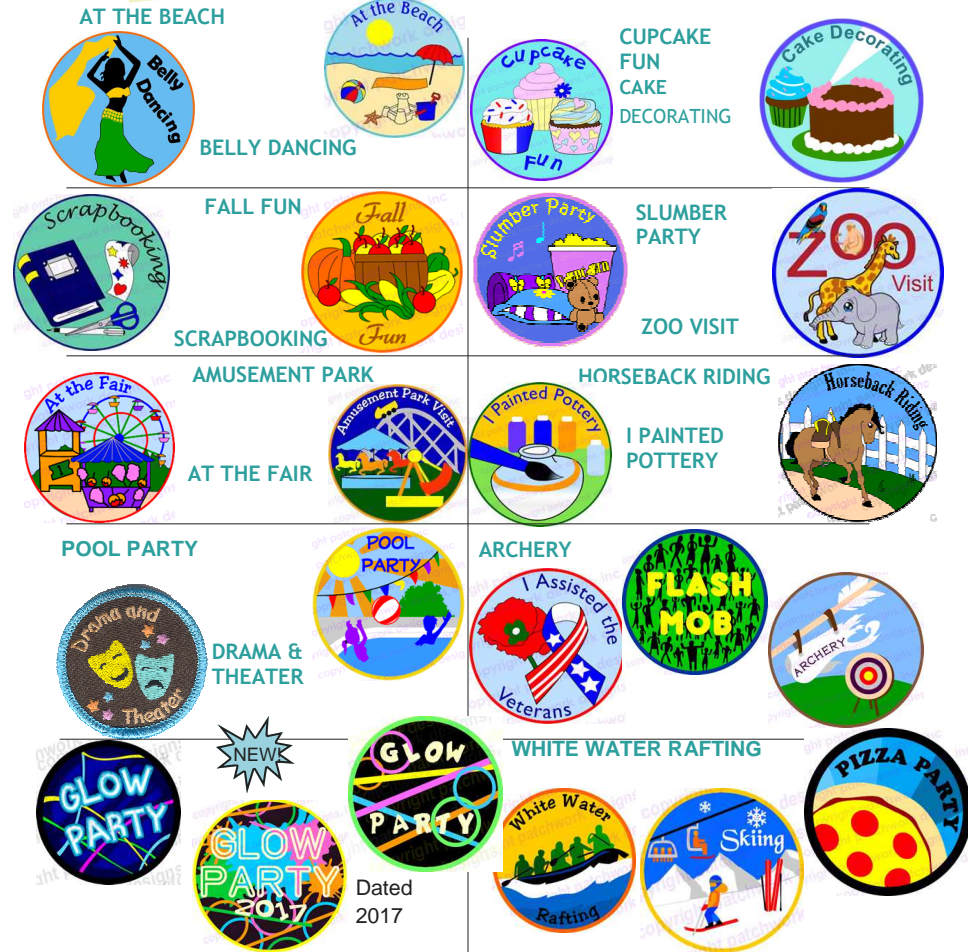 AT THE BEACH
Belly
Dancing
At the Beach
BELLY DANCING
Cupcake
Fun
CUPCAKE
FUN
CAKE
DECORATING
Cake Decorating
Scrapbooking
FALL FUN
Fall
Fun
SCRAPBOOKING
Slumber Party
SLUMBER
PARTY
ZOO VISIT
ZOO
Visit
At the Fair
AMUSEMENT PARK
Amusement Park Visit
AT THE FAIR
I Painted Pottery
HORSEBACK RIDING
I PAINTED
POTTERY
Horseback Riding
POOL PARTY
POOL
PARTY
Drama and
Theater
DRAMA &
THEATER
ARCHERY
I Assisted the
Veterans
FLASH
MOB
ARCHERY
GLOW
PARTY
NEW
GLOW
PARTY
2017
GLOW
PARTY
Dated
2017
WHITE WATER RAFTING
White Water
Rafting
Skiing
PIZZA PARTY